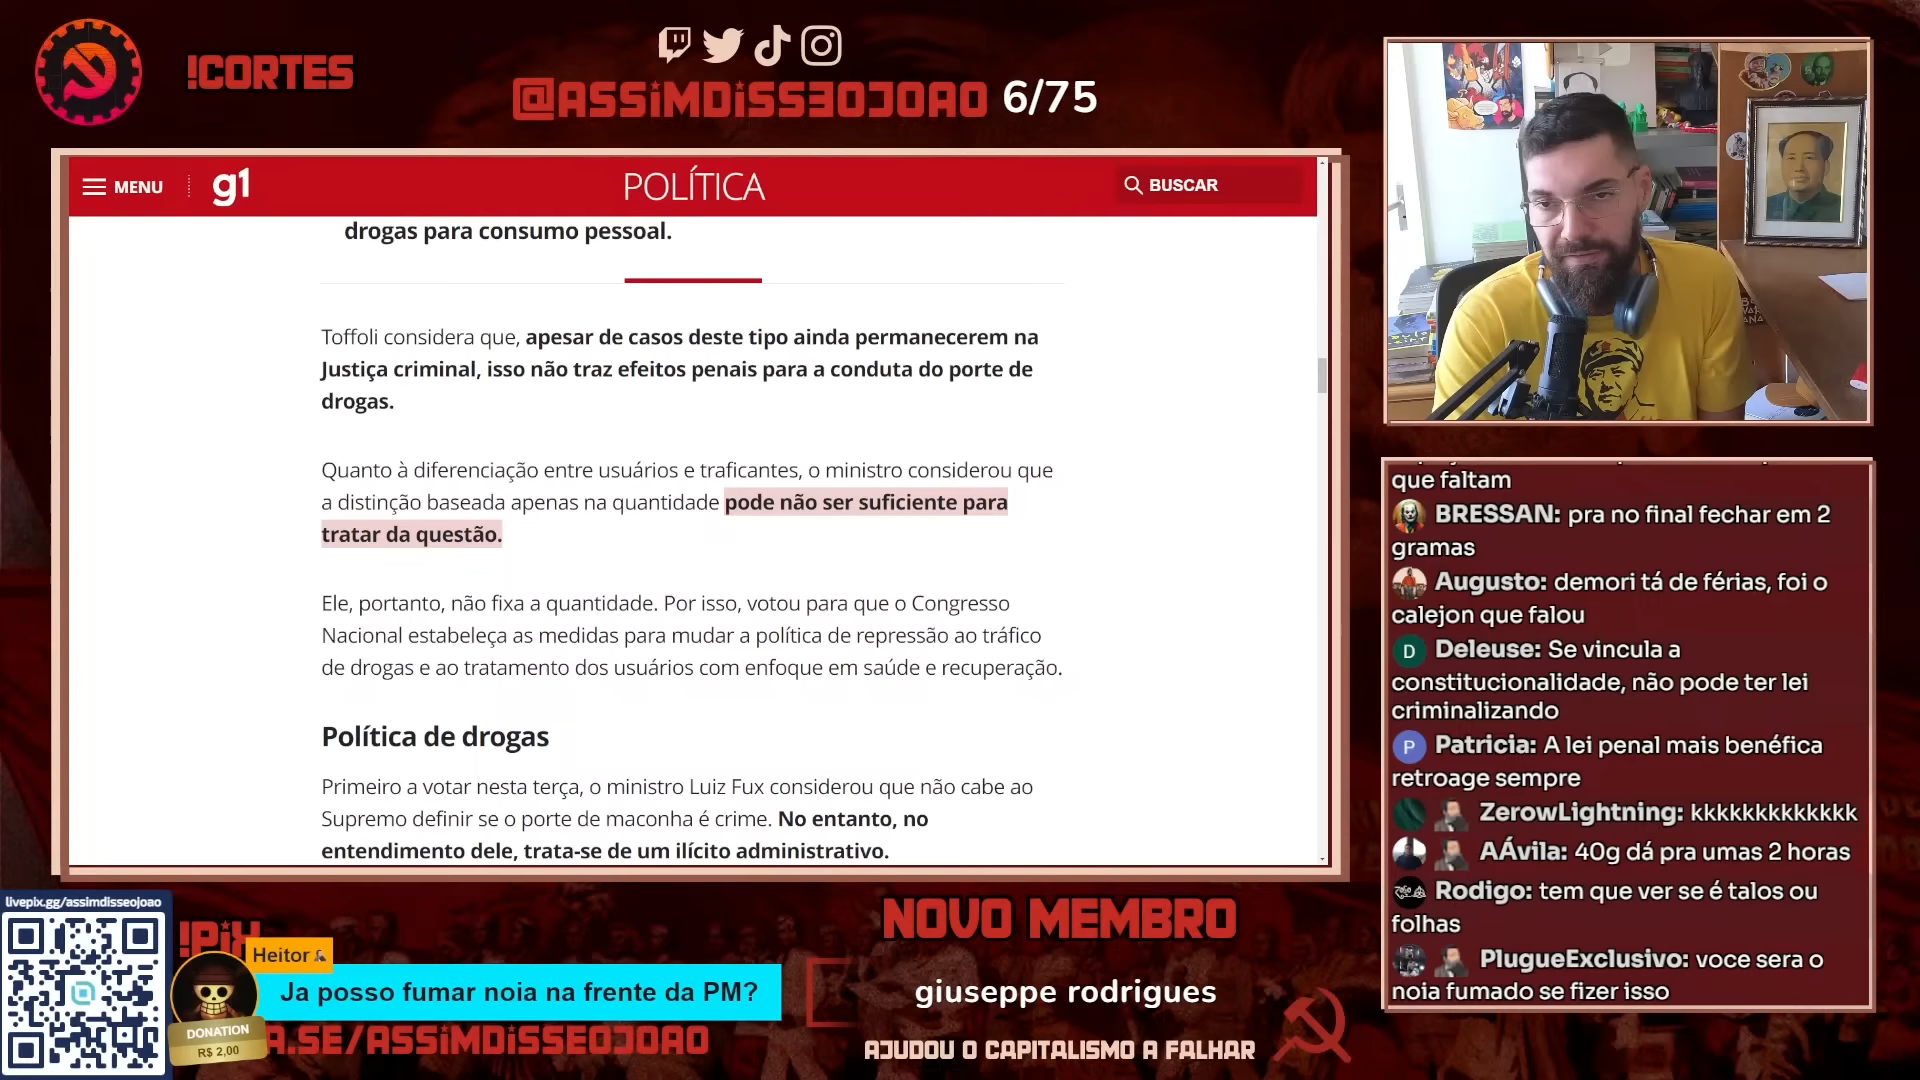 !CORTES
@ASSIMDISSEOJOAO 6/75
MENU
g1
POLÍTICA
BUSCAR
drogas para consumo pessoal.
Toffoli considera que, apesar de casos deste tipo ainda permanecerem na
Justiça criminal, isso não traz efeitos penais para a conduta do porte de
drogas.
Quanto à diferenciação entre usuários e traficantes, o ministro considerou que
a distinção baseada apenas na quantidade pode não ser suficiente para
tratar da questão.
Ele, portanto, não fixa a quantidade. Por isso, votou para que o Congresso
Nacional estabeleça as medidas para mudar a política de repressão ao tráfico
de drogas e ao tratamento dos usuários com enfoque em saúde e recuperação.
Política de drogas
Primeiro a votar nesta terça, o ministro Luiz Fux considerou que não cabe ao
Supremo definir se o porte de maconha é crime. No entanto, no
entendimento dele, trata-se de um ilícito administrativo.
que faltam
BRESSAN: pra no final fechar em 2
gramas
Augusto: demori tá de férias, foi o
calejon que falou
D Deleuse: Se vincula a
constitucionalidade, não pode ter lei
criminalizando
P Patricia: A lei penal mais benéfica
retroage sempre
ZerowLightning: kkkkkkkkkkkkk
AÁvila: 40g dá pra umas 2 horas
Rodigo: tem que ver se é talos ou
folhas
PlugueExclusivo: voce sera o
noia fumado se fizer isso
livepix.gg/assimdisseojoao
!PIX
Heitor
Ja posso fumar noia na frente da PM?
DONATION
R$ 2,00
A.SE/ASSIMDISSEOJOAO
NOVO MEMBRO
giuseppe rodrigues
AJUDOU O CAPITALISMO A FALHAR